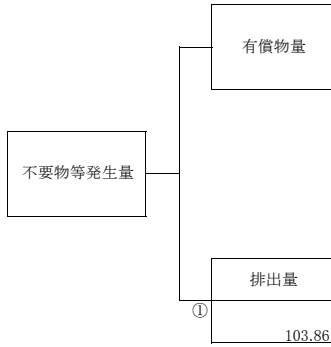 有償物量
不要物等発生量
排出量
①
103.86